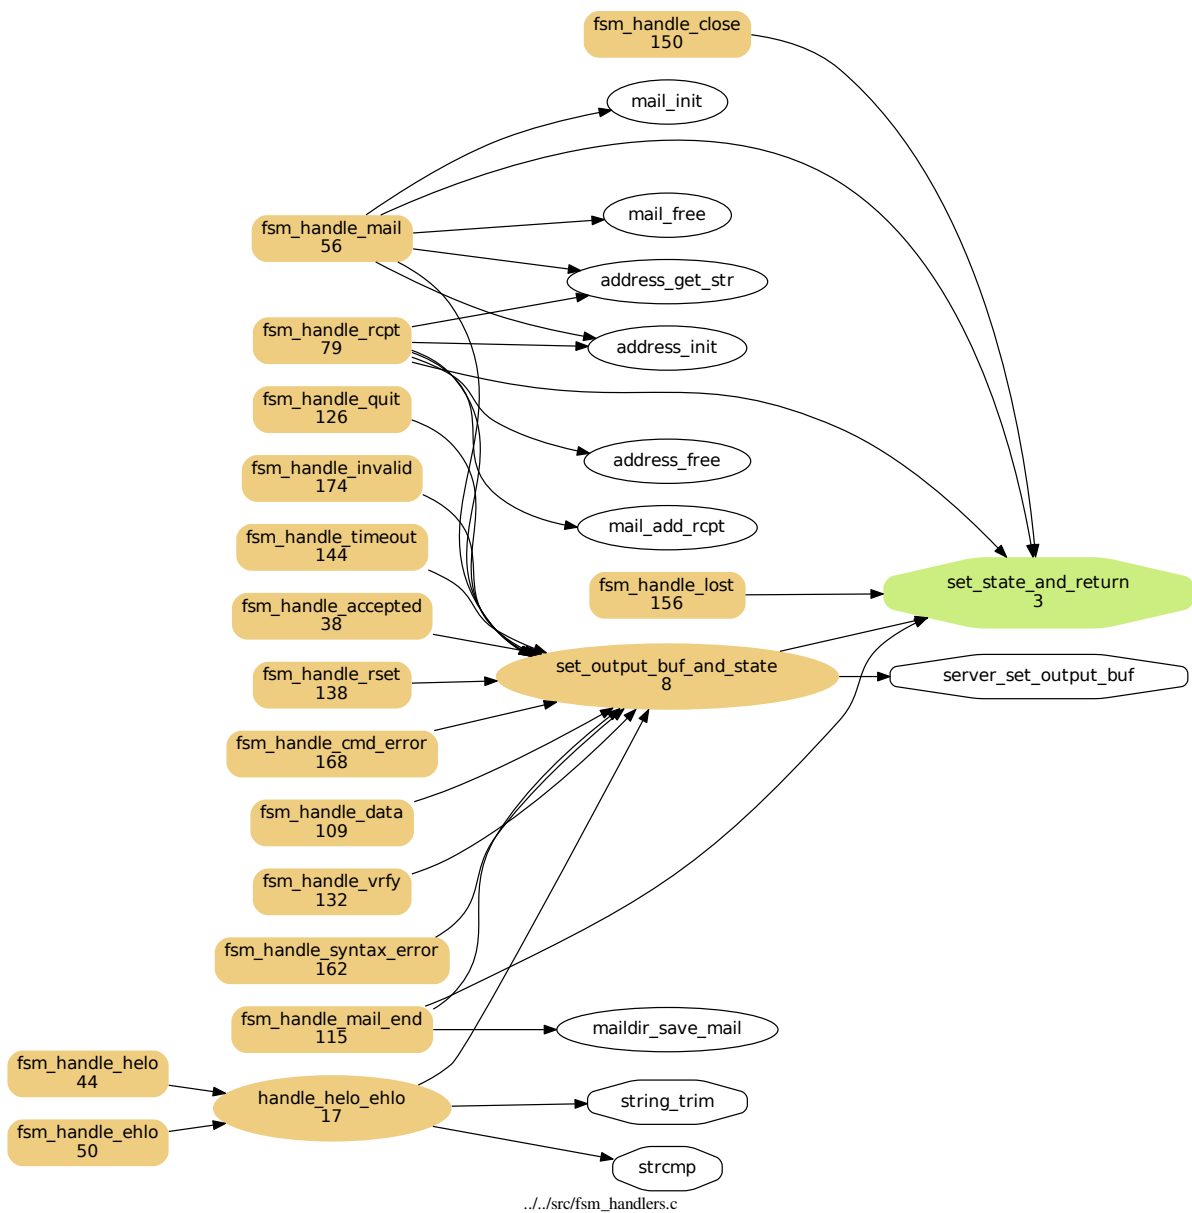 fsm_handle_close
150
mail_init
fsm_handle_mail
56
mail_free
address_get_str
fsm_handle_rcpt
79
address_init
fsm_handle_quit
126
fsm_handle_invalid
174
address_free
fsm_handle_timeout
144
mail_add_rcpt
fsm_handle_lost
156
set_state_and_return
3
fsm_handle_accepted
38
fsm_handle_rset
138
set_output_buf_and_state
8
server_set_output_buf
fsm_handle_cmd_error
168
fsm_handle_data
109
fsm_handle_vrfy
132
fsm_handle_syntax_error
162
fsm_handle_mail_end
115
maildir_save_mail
fsm_handle_helo
44
handle_helo_ehlo
17
string_trim
fsm_handle_ehlo
50
strcmp
../../src/fsm_handlers.c